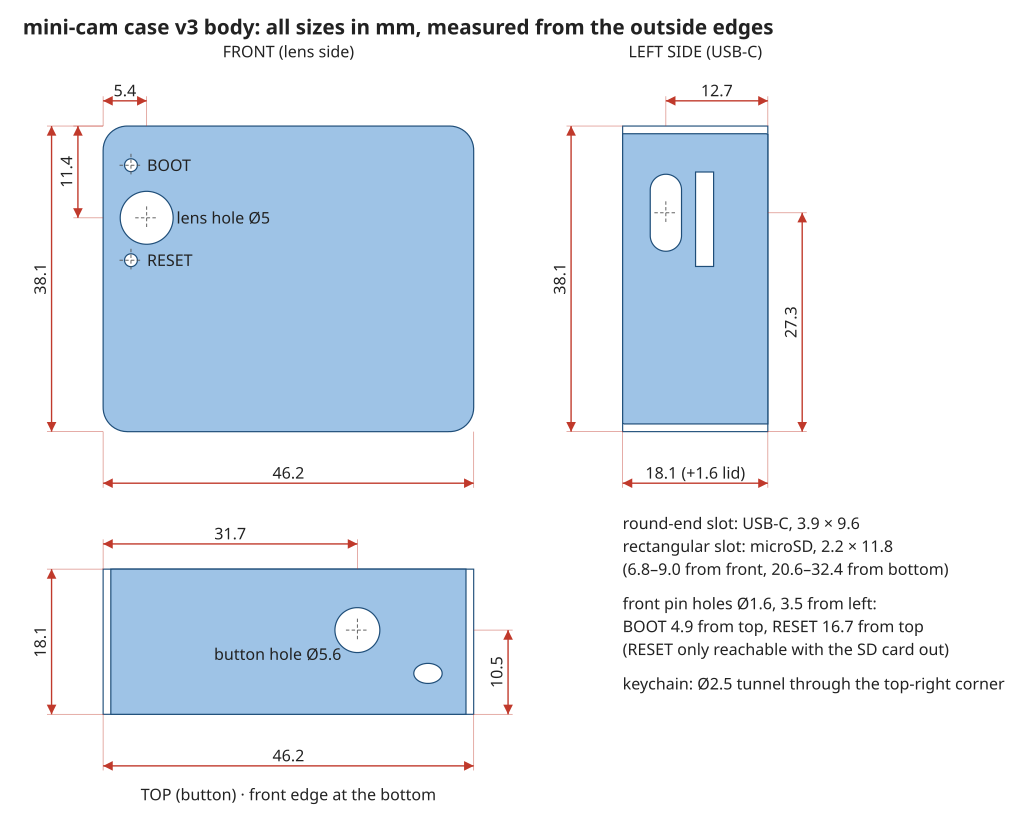 mini-cam case v3 body: all sizes in mm, measured from the outside edges
FRONT (lens side)
LEFT SIDE (USB-C)
5.4
12.7
11.4
BOOT
lens hole Ø5
RESET
38.1
38.1
27.3
46.2
18.1 (+1.6 lid)
31.7
18.1
button hole Ø5.6
10.5
46.2
TOP (button) · front edge at the bottom
round-end slot: USB-C, 3.9 × 9.6
rectangular slot: microSD, 2.2 × 11.8
(6.8–9.0 from front, 20.6–32.4 from bottom)
front pin holes Ø1.6, 3.5 from left:
BOOT 4.9 from top, RESET 16.7 from top
(RESET only reachable with the SD card out)
keychain: Ø2.5 tunnel through the top-right corner